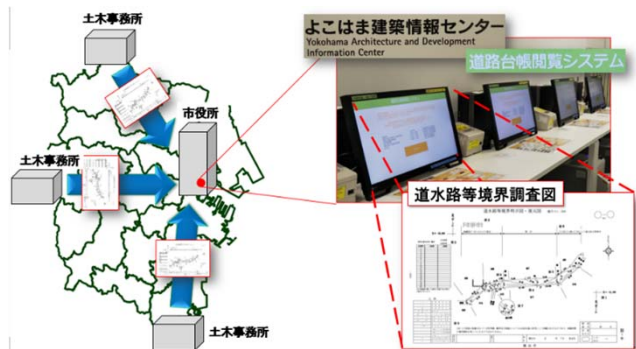 土木事務所
市役所
土木事務所
土木事務所
よこはま建築情報センター
Yokohama Architecture and Development
Information Center
道路台帳閲覧システム
道水路等境界調査図